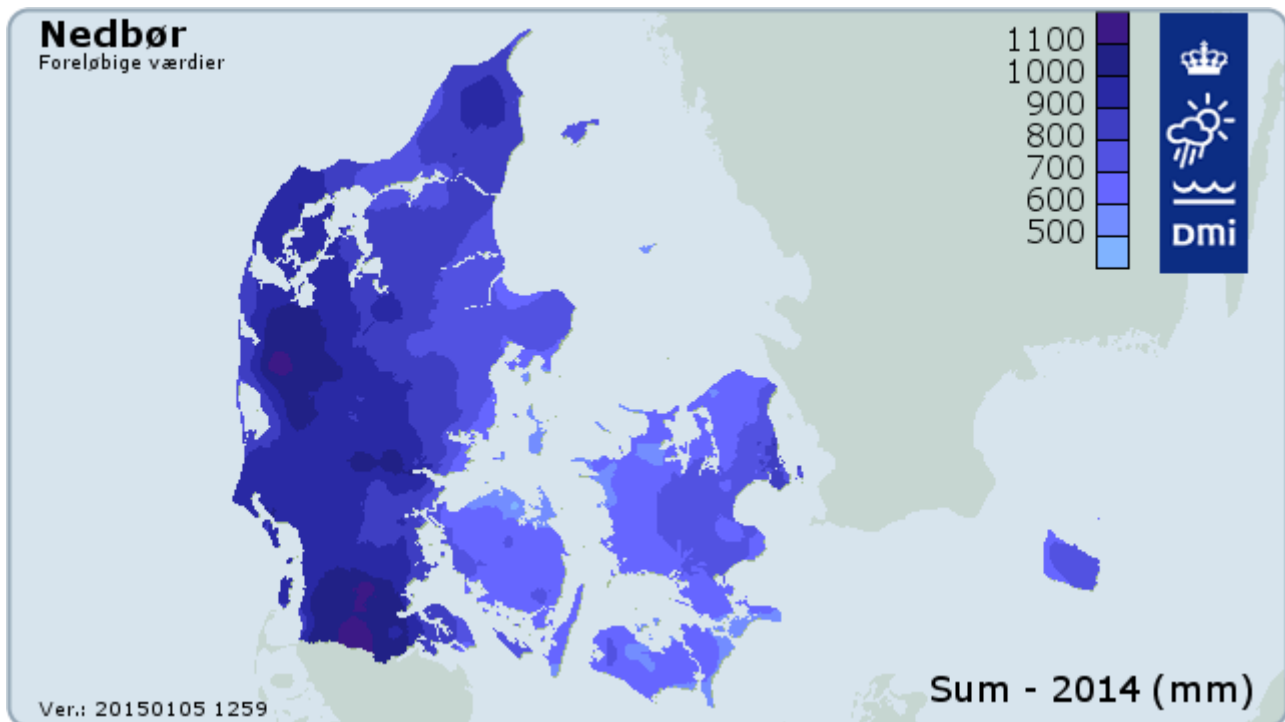 Nedbør
Foreløbige værdier
1100
1000
900
800
700
600
500
DMI
Sum - 2014 (mm)
Ver.: 20150105 1259